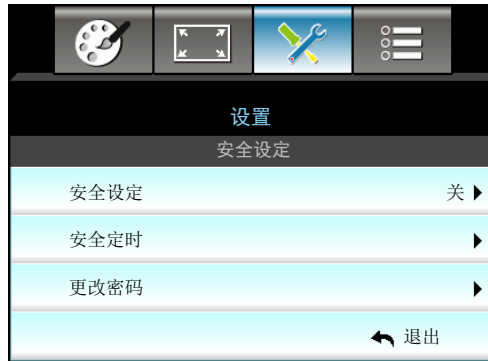 设置
安全设定
安全设定 关
安全定时
更改密码
退出